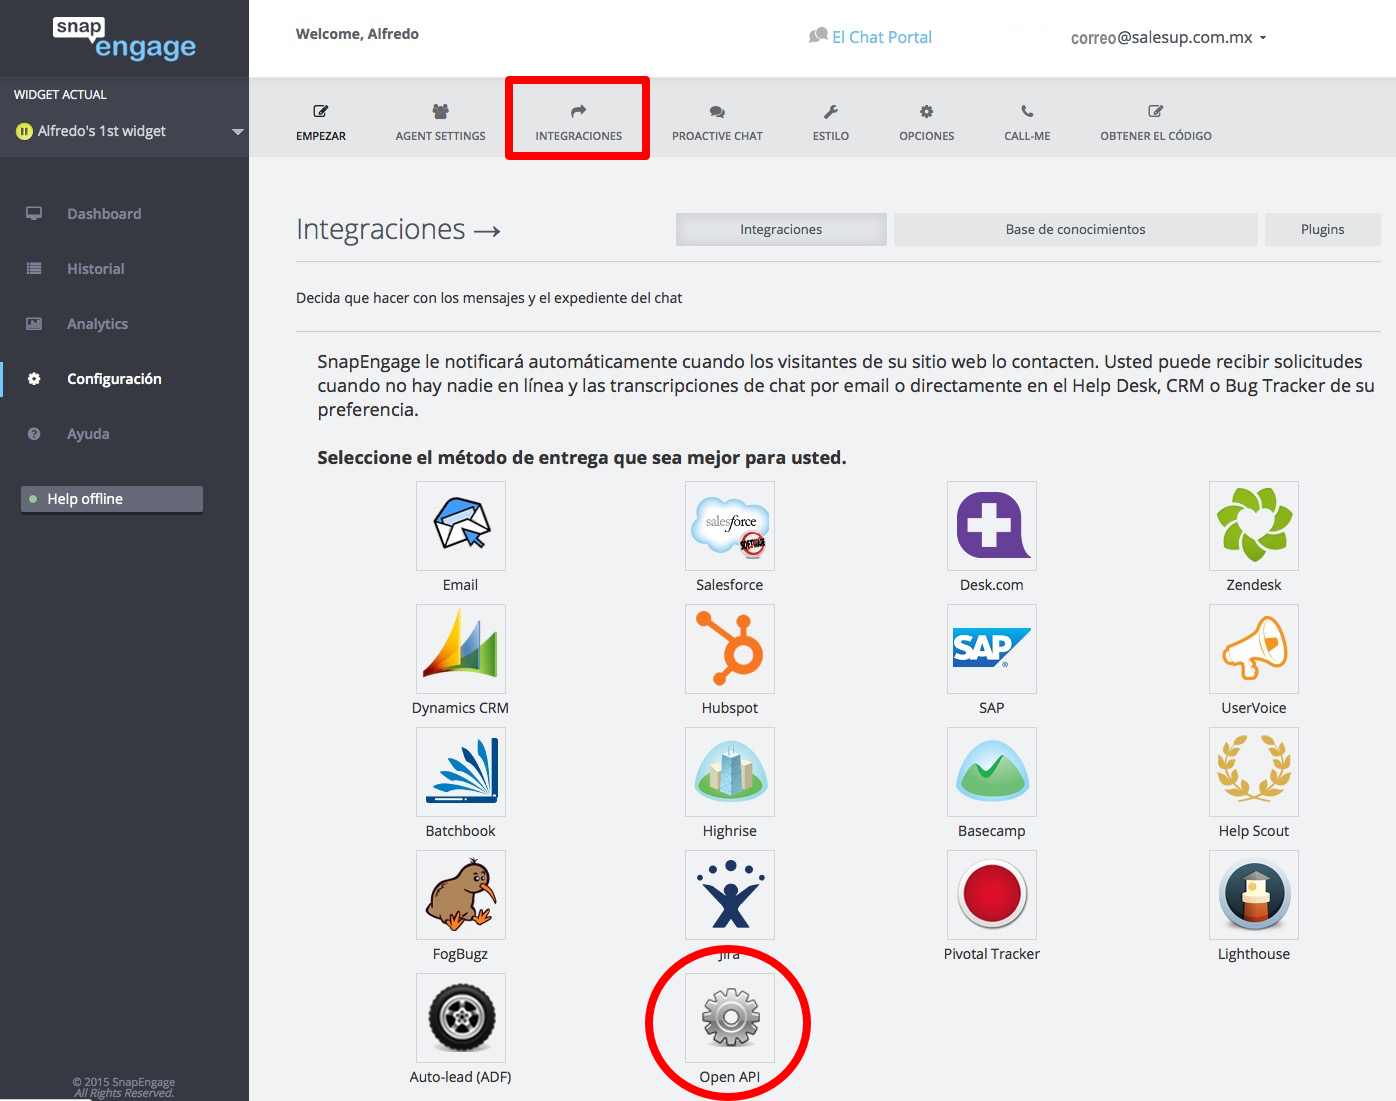 snap
engage
Welcome, Alfredo
El Chat Portal
correo@salesup.com.mx
WIDGET ACTUAL
Alfredo's 1st widget
EMPEZAR
AGENT SETTINGS
INTEGRACIONES
PROACTIVE CHAT
ESTILO
OPCIONES
CALL-ME
OBTENER EL CÓDIGO
Dashboard
Historial
Analytics
Configuración
Ayuda
Help offline
Integraciones →
Integraciones
Base de conocimientos
Plugins
Decida que hacer con los mensajes y el expediente del chat
SnapEngage le notificará automáticamente cuando los visitantes de su sitio web lo contacten. Usted puede recibir solicitudes
cuando no hay nadie en línea y las transcripciones de chat por email o directamente en el Help Desk, CRM o Bug Tracker de su
preferencia.
Seleccione el método de entrega que sea mejor para usted.
salesforce
SOFTWARE
Email
Salesforce
Desk.com
Zendesk
SAP
Dynamics CRM
Hubspot
SAP
UserVoice
Batchbook
Highrise
Basecamp
Help Scout
FogBugz
Jira
Pivotal Tracker
Lighthouse
Auto-lead (ADF)
Open API
© 2015 SnapEngage
All Rights Reserved.